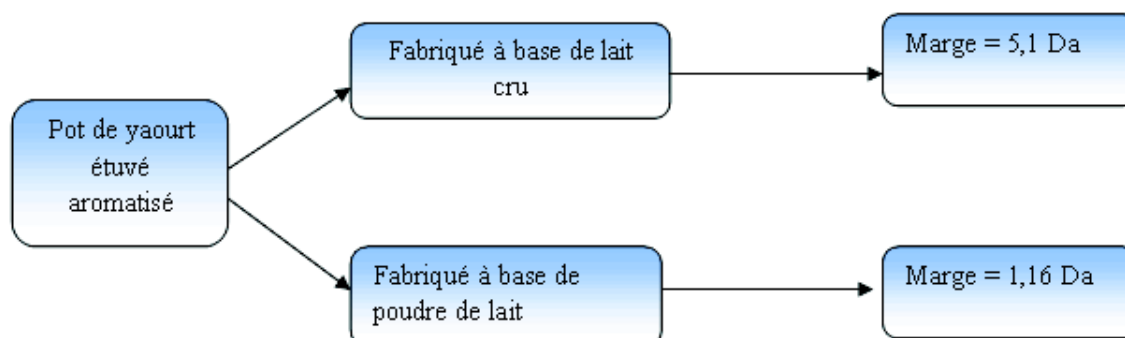 Pot de yaourt
étuvé
aromatisé
Fabriqué à base de lait
cru
Marge = 5,1 Da
Fabriqué à base de
poudre de lait
Marge = 1,16 Da